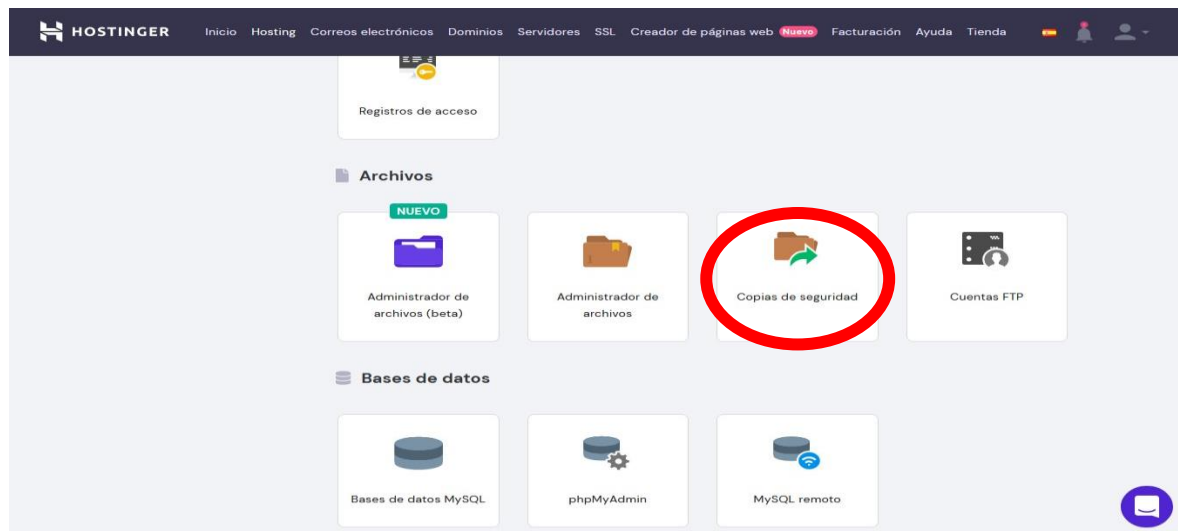 HOSTINGER Inicio Hosting Correos electrónicos Dominios Servidores SSL Creador de páginas web Nuevo Facturación Ayuda Tienda
Registros de acceso
Archivos
NUEVO
Administrador de
archivos (beta)
Administrador de
archivos
Copias de seguridad
Cuentas FTP
Bases de datos
Bases de datos MySQL
phpMyAdmin
MySQL remoto